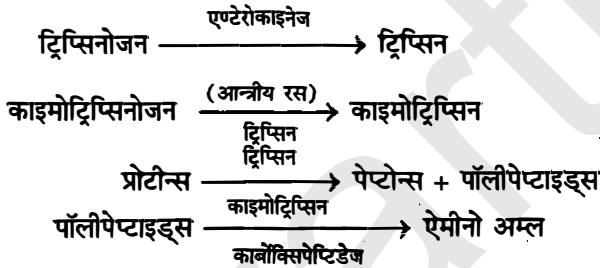 एण्टेरोकाइनेज
ट्रिप्सिनोजन → ट्रिप्सिन
(आन्त्रीय रस)
काइमोट्रिप्सिनोजन → काइमोट्रिप्सिन
ट्रिप्सिन
ट्रिप्सिन
प्रोटीन्स → पेप्टोन्स + पॉलीपेप्टाइड्स
काइमोट्रिप्सिन
पॉलीपेप्टाइड्स → ऐमीनो अम्ल
कार्बोक्सिपेप्टिडेज